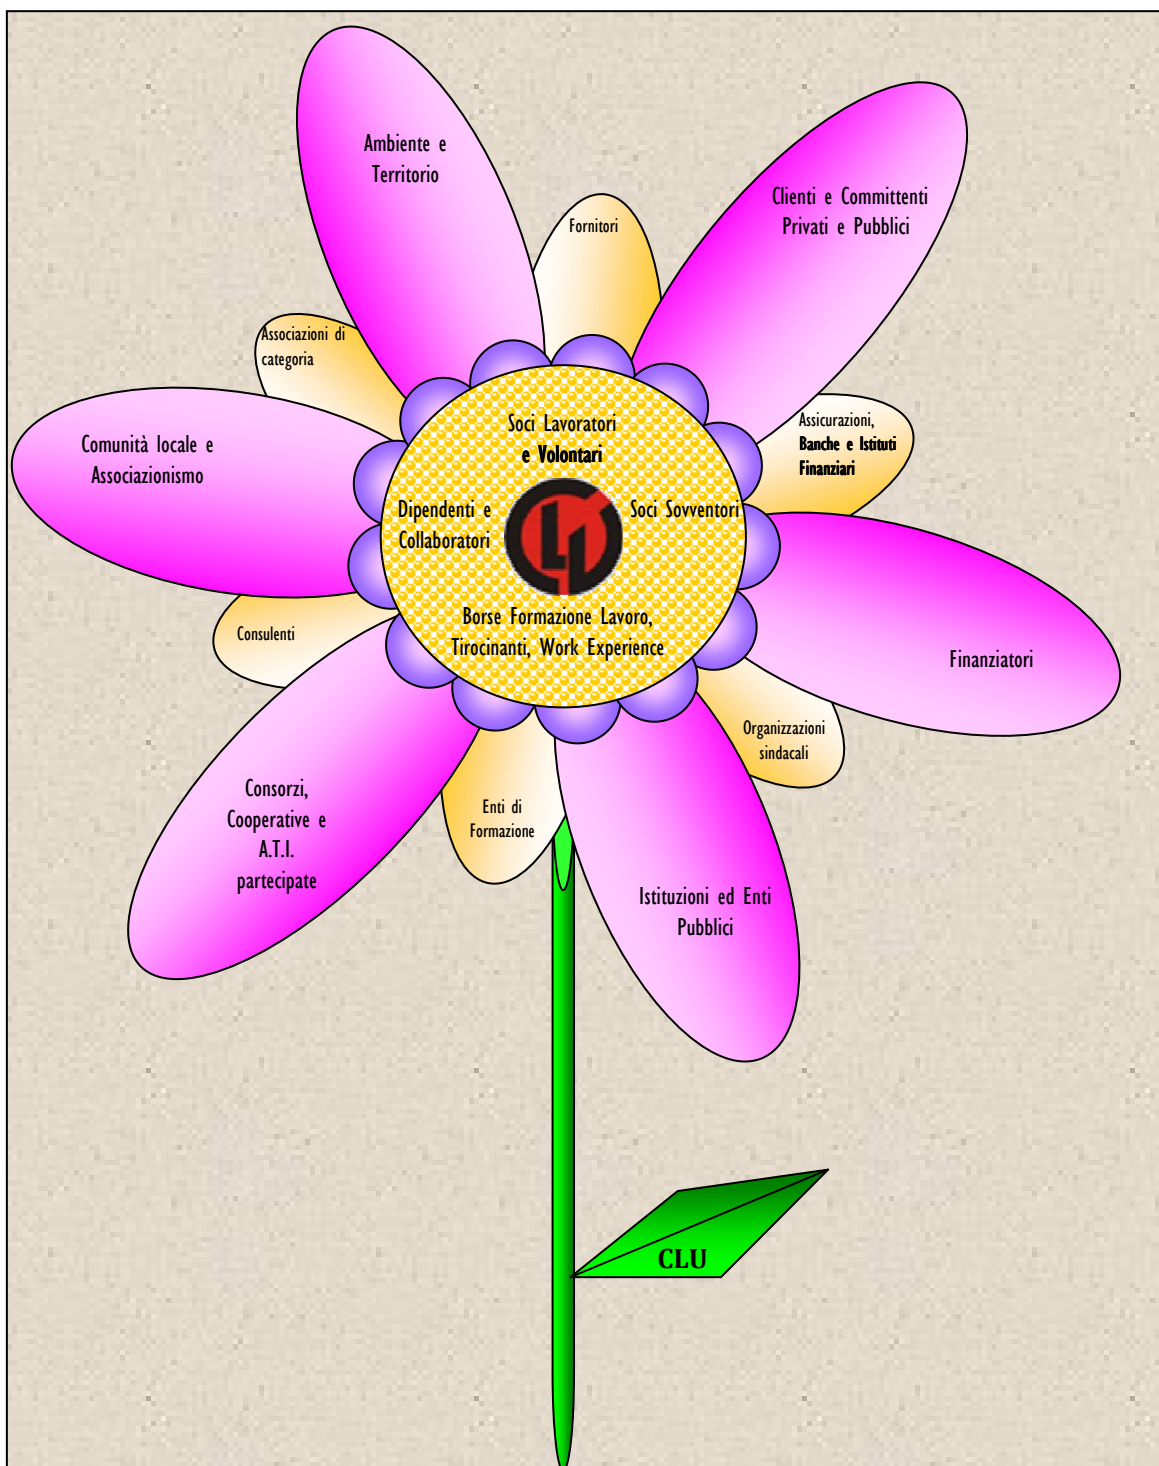 Ambiente e
Territorio
Clienti e Committenti
Privati e Pubblici
Fornitori
Associazioni di
categoria
Assicurazioni,
Banche e Istituti
Finanziari
Comunità locale e
Associazionismo
Soci Lavoratori
e Volontari
Dipendenti e
Collaboratori
Soci Sovventori
Borse Formazione Lavoro,
Tirocinanti, Work Experience
Consulenti
Finanziatori
Organizzazioni
sindacali
Consorzi,
Cooperative e
A.T.I.
partecipate
Enti di
Formazione
Istituzioni ed Enti
Pubblici
CLU